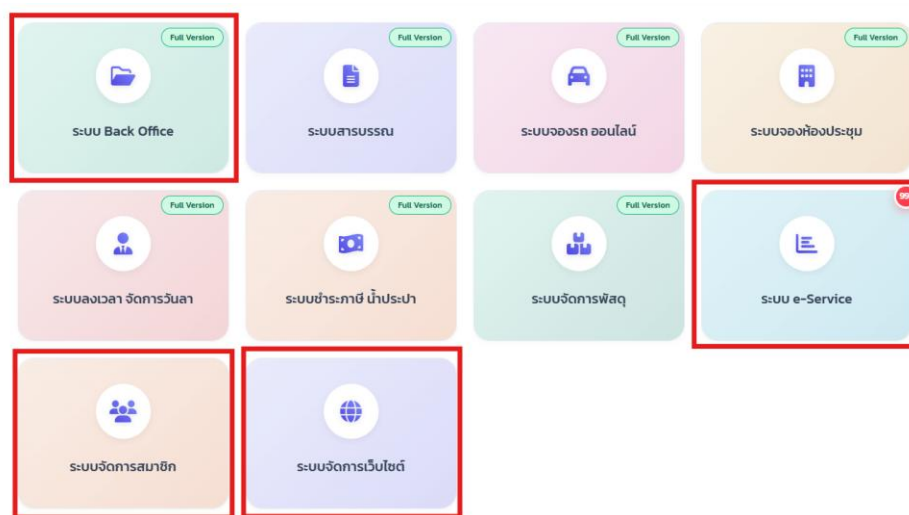 Full Version
ระบบ Back Office
Full Version
ระบบสารบรรณ
Full Version
ระบบจองรถ ออนไลน์
Full Version
ระบบจองห้องประชุม
Full Version
ระบบลงเวลา จัดการวันลา
Full Version
ระบบชำระภาษี น้ำประปา
Full Version
ระบบจัดการพัสดุ
ระบบ e-Service
ระบบจัดการสมาชิก
ระบบจัดการเว็บไซต์